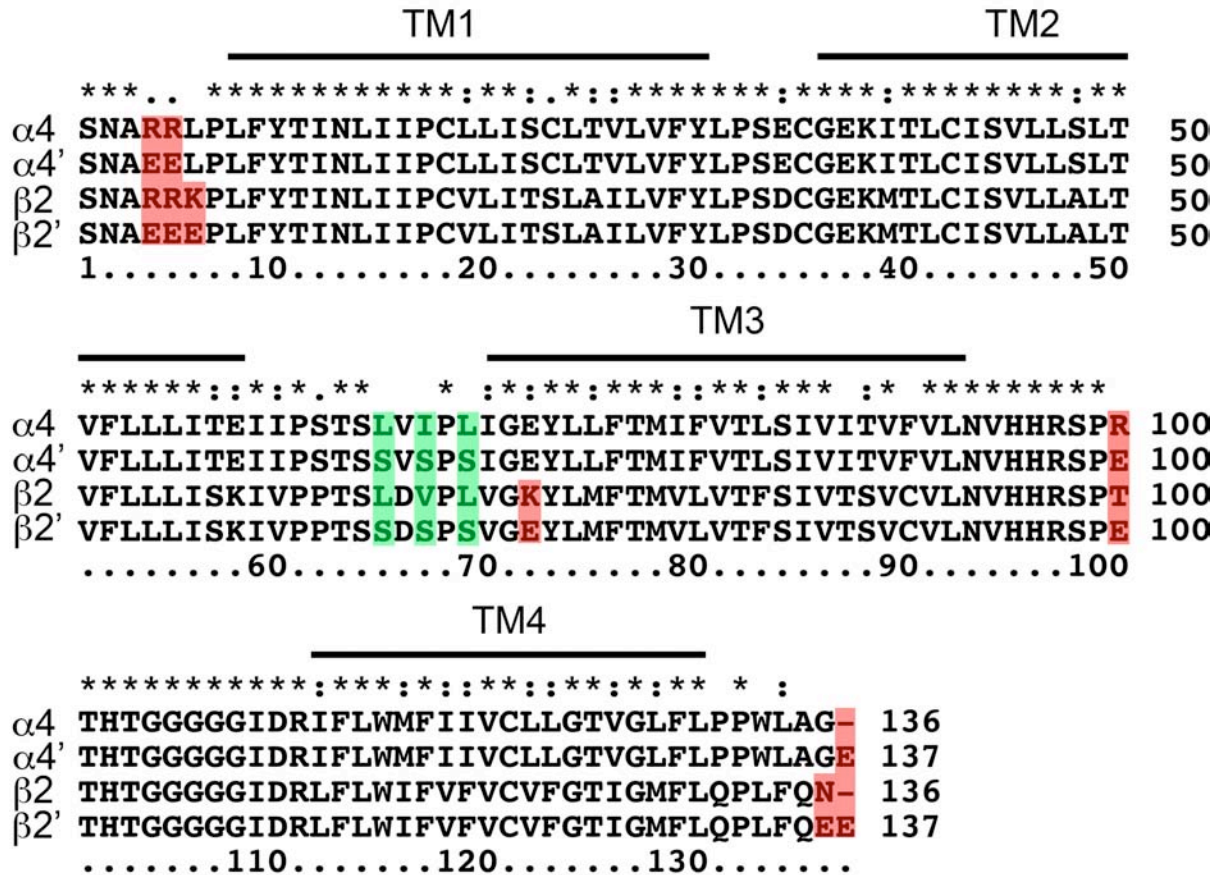 TM1 TM2
***.. ************:**:.*::*******:****:********:**
α4 SNARRLPLFYTINLIIPCLLISCLTVLVFYLPSECGEKITLCISVLLSLT 50
α4’ SNAEELPLFYTINLIIPCLLISCLTVLVFYLPSECGEKITLCISVLLSLT 50
β2 SNARRKPLFYTINLIIPCVLITSLAILVFYLPSDCGEKMTLCISVLLALT 50
β2’ SNAEEEPLFYTINLIIPCVLITSLAILVFYLPSDCGEKMTLCISVLLALT 50
1.......10........20........30........40........50
TM3
******::*:*.**   * :*:**:***::**:*** :* *********
α4 VFLLLITEIIPSTSLVIPLIGEYLLFTMIFVTLSIVITVFVLNVHHRSPR 100
α4’ VFLLLITEIIPSTSSVSPSIGEYLLFTMIFVTLSIVITVFVLNVHHRSPE 100
β2 VFLLLISKIVPPTSLDVPLVGKYLMFTMVLVTFSIVTSVCVLNVHHRSPT 100
β2’ VFLLLISKIVPPTSSDSPSVGEYLMFTMVLVTFSIVTSVCVLNVHHRSPE 100
........60........70........80........90.......100
TM4
***********:***:*::**::**:*:** * :
α4 THTGGGGGIDRIFLWMFIIVCLLGTVGLFLPPWLAG- 136
α4’ THTGGGGGIDRIFLWMFIIVCLLGTVGLFLPPWLAGE 137
β2 THTGGGGGIDRLFLWIFVFVCVFGTIGMFLQPLFQN- 136
β2’ THTGGGGGIDRLFLWIFVFVCVFGTIGMFLQPLFQEE 137
.......110.......120.......130.......